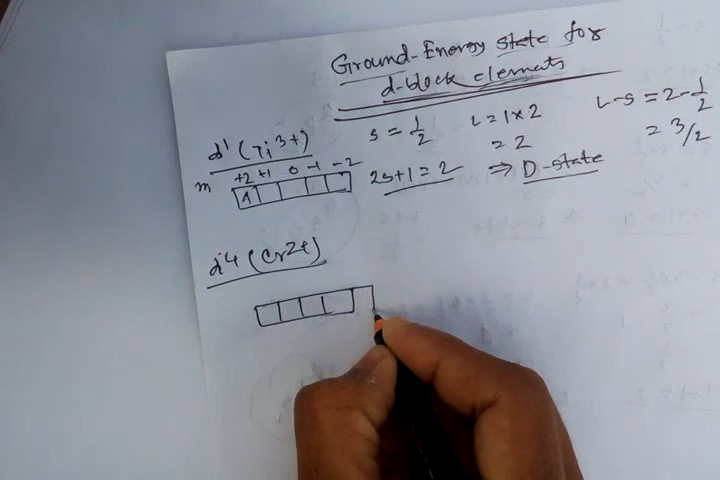 Ground-Energy state for
d-block elements
d¹ (Ti³⁺) s = 1/2 L = 1×2 L-S = 2-1/2
= 2 = 3/2
m +2 +1 0 -1 -2 2s+1 = 2 ⇒ D-state
d⁴ (Cr²⁺)